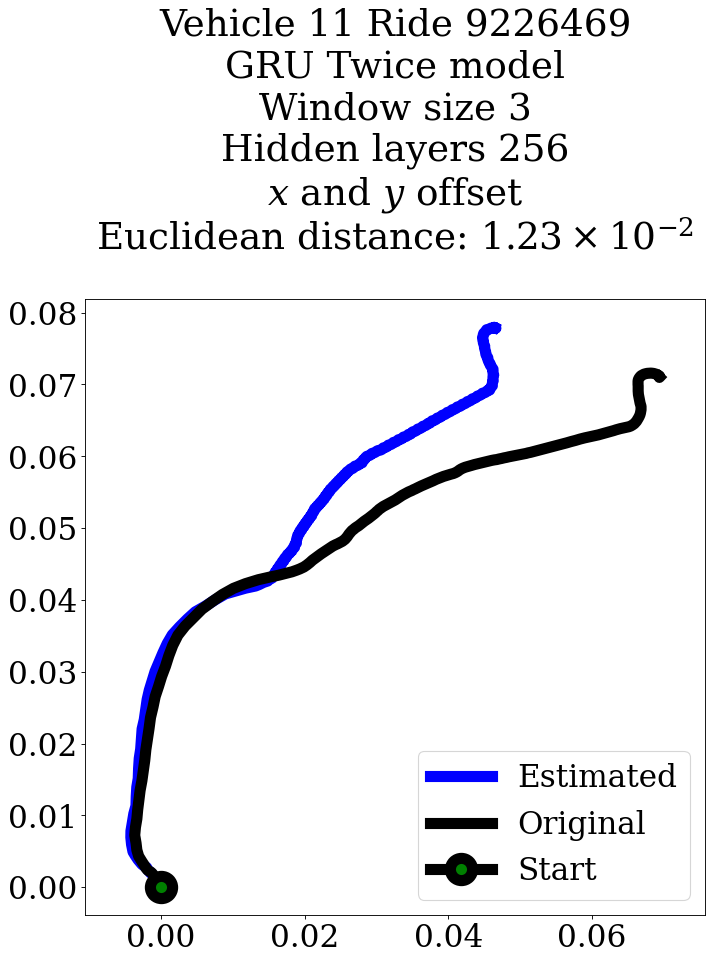 Vehicle 11 Ride 9226469
GRU Twice model
Window size 3
Hidden layers 256
x and y offset
Euclidean distance: 1.23 × 10⁻²
0.08
0.07
0.06
0.05
0.04
0.03
0.02
0.01
0.00
Estimated
Original
Start
0.00 0.02 0.04 0.06